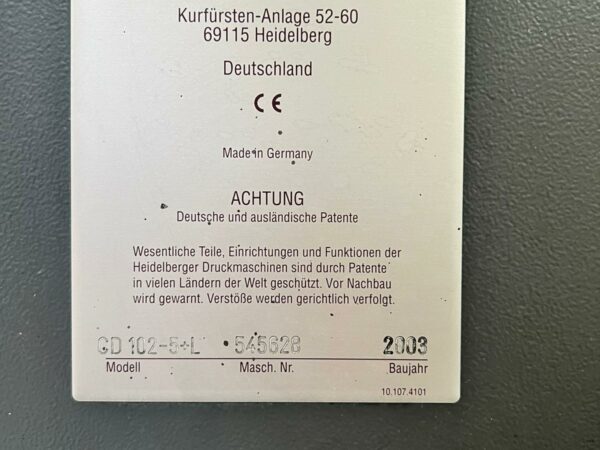 Kurfürsten-Anlage 52-60
69115 Heidelberg
Deutschland
CE
Made in Germany
ACHTUNG
Deutsche und ausländische Patente
Wesentliche Teile, Einrichtungen und Funktionen der
Heidelberger Druckmaschinen sind durch Patente
in vielen Ländern der Welt geschützt. Vor Nachbau
wird gewarnt. Verstöße werden gerichtlich verfolgt.
CD 102-5+L 545628 2003
Modell Masch. Nr. Baujahr
10.107.4101